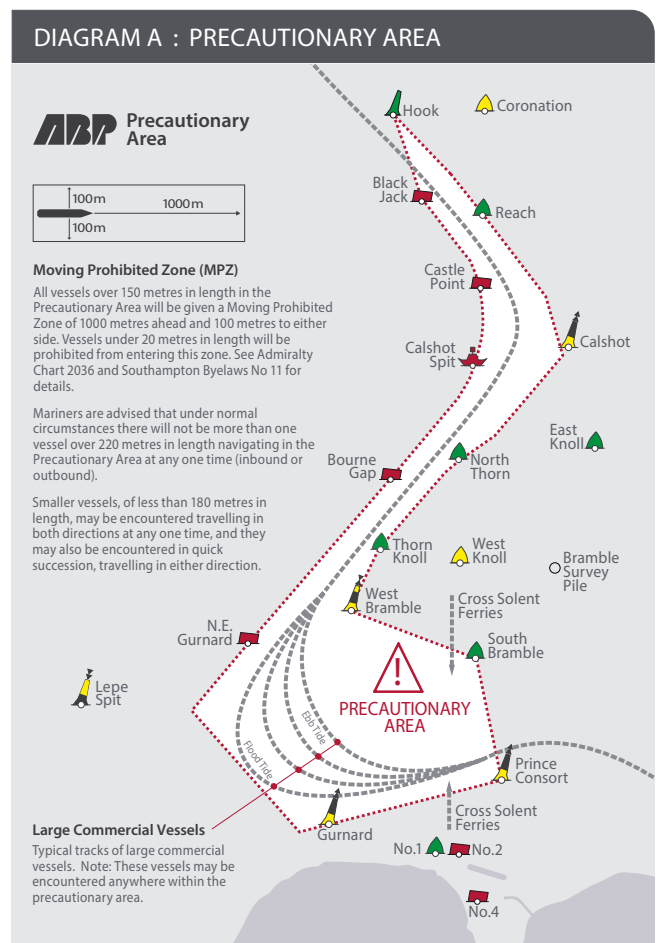 DIAGRAM A : PRECAUTIONARY AREA
ABP Precautionary
Area
100m
1000m
100m
Moving Prohibited Zone (MPZ)
All vessels over 150 metres in length in the
Precautionary Area will be given a Moving Prohibited
Zone of 1000 metres ahead and 100 metres to either
side. Vessels under 20 metres in length will be
prohibited from entering this zone. See Admiralty
Chart 2036 and Southampton Byelaws No 11 for
details.
Mariners are advised that under normal
circumstances there will not be more than one
vessel over 220 metres in length navigating in the
Precautionary Area at any one time (inbound or
outbound).
Smaller vessels, of less than 180 metres in
length, may be encountered travelling in
both directions at any one time, and they
may also be encountered in quick
succession, travelling in either direction.
Hook
Coronation
Black
Jack
Reach
Castle
Point
Calshot
Calshot
Spit
East
Knoll
North
Thorn
Bourne
Gap
Thorn
Knoll
West
Knoll
Bramble
Survey
Pile
West
Bramble
Cross Solent
Ferries
N.E.
Gurnard
South
Bramble
Lepe
Spit
!
PRECAUTIONARY
AREA
Ebb Tide
Flood Tide
Prince
Consort
Cross Solent
Ferries
Gurnard
No.1
No.2
No.4
Large Commercial Vessels
Typical tracks of large commercial
vessels. Note: These vessels may be
encountered anywhere within the
precautionary area.